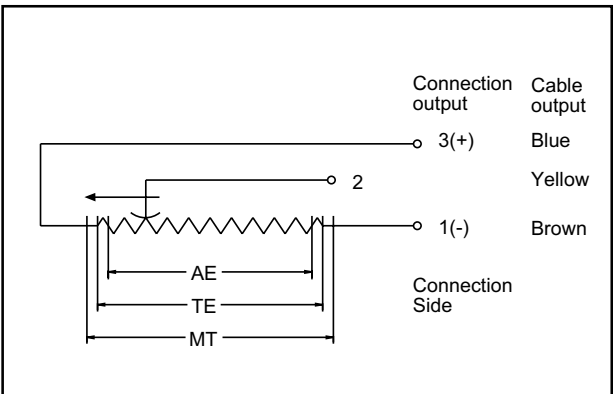 Connection output
Cable output
3(+) Blue
2 Yellow
1(-) Brown
AE
TE
MT
Connection Side